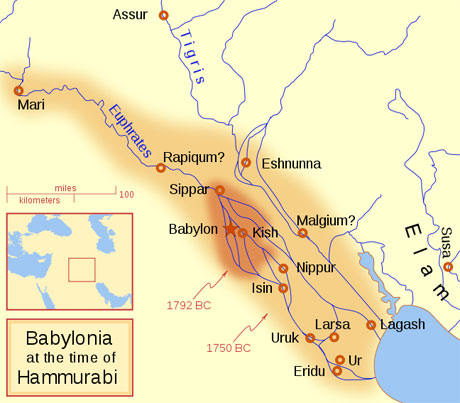 Assur
Tigris
Mari
Euphrates
Rapiqum?
Eshnunna
Sippar
miles
kilometers
100
Babylon
Kish
Malgium?
Susa
Elam
Nippur
Isin
1792 BC
1750 BC
Larsa
Lagash
Uruk
Ur
Eridu
Babylonia
at the time of
Hammurabi